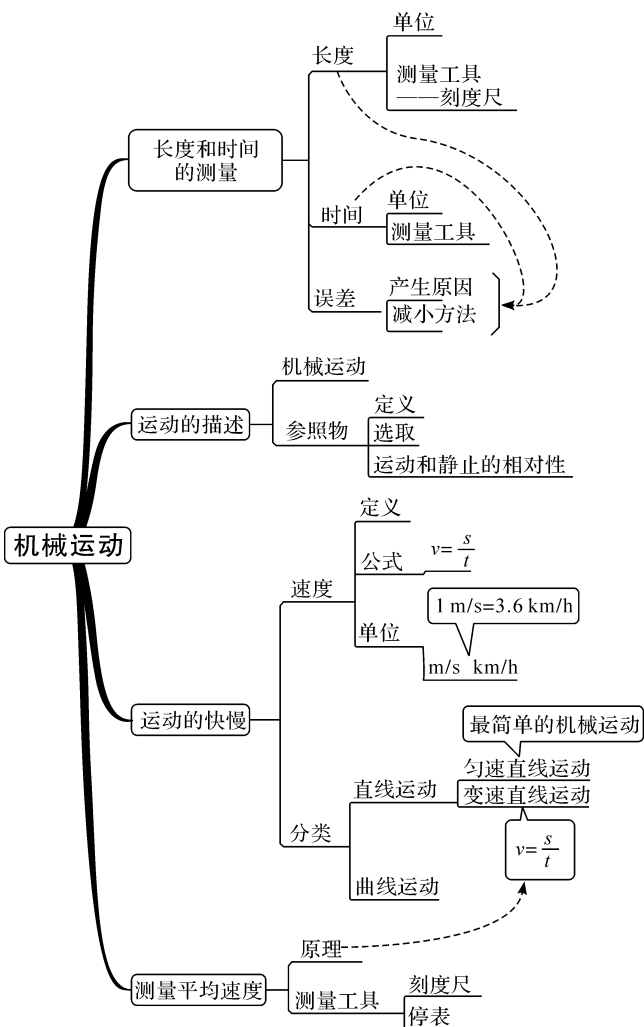 单位
长度
测量工具
——刻度尺
长度和时间
的测量
时间
单位
测量工具
误差
产生原因
减小方法
机械运动
运动的描述
参照物
定义
选取
运动和静止的相对性
机械运动
定义
公式
v=s/t
速度
1 m/s=3.6 km/h
单位
m/s km/h
运动的快慢
最简单的机械运动
匀速直线运动
直线运动
变速直线运动
分类
v=s/t
曲线运动
原理
测量平均速度
测量工具
刻度尺
停表